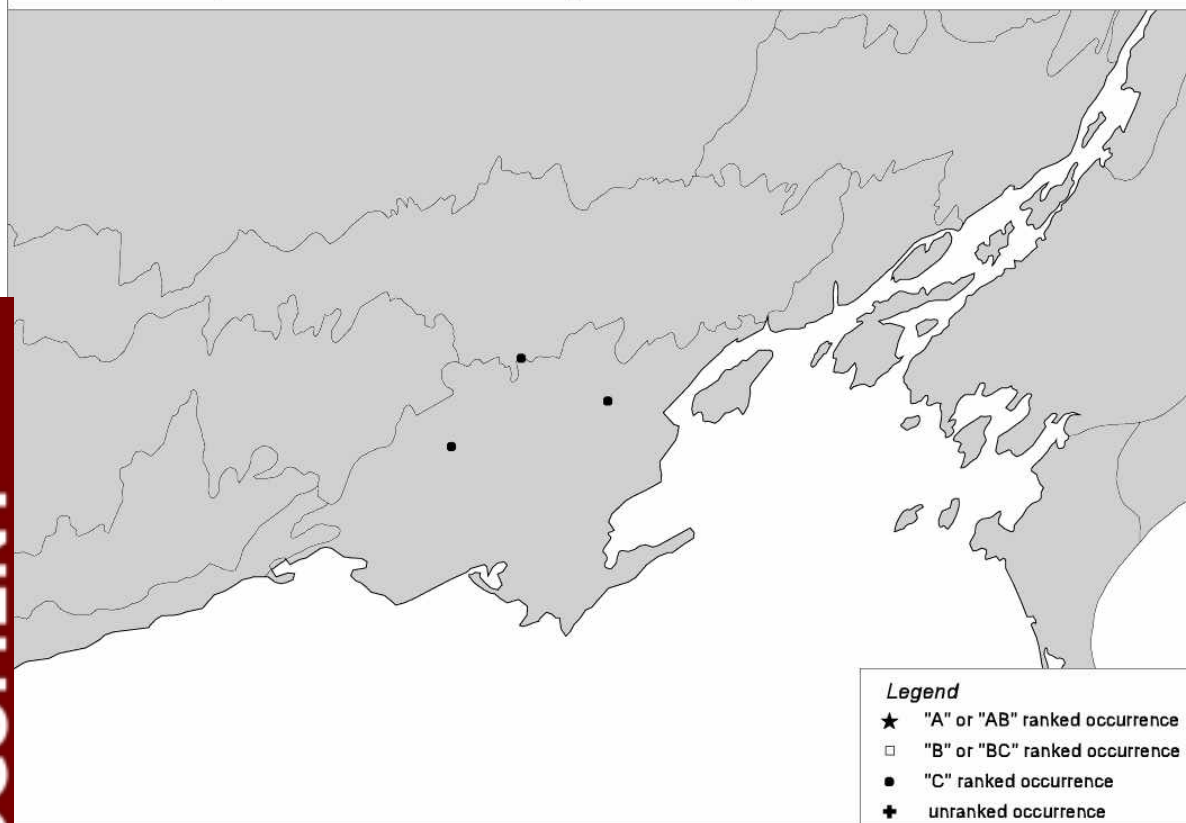 Legend
"A" or "AB" ranked occurrence
"B" or "BC" ranked occurrence
"C" ranked occurrence
unranked occurrence